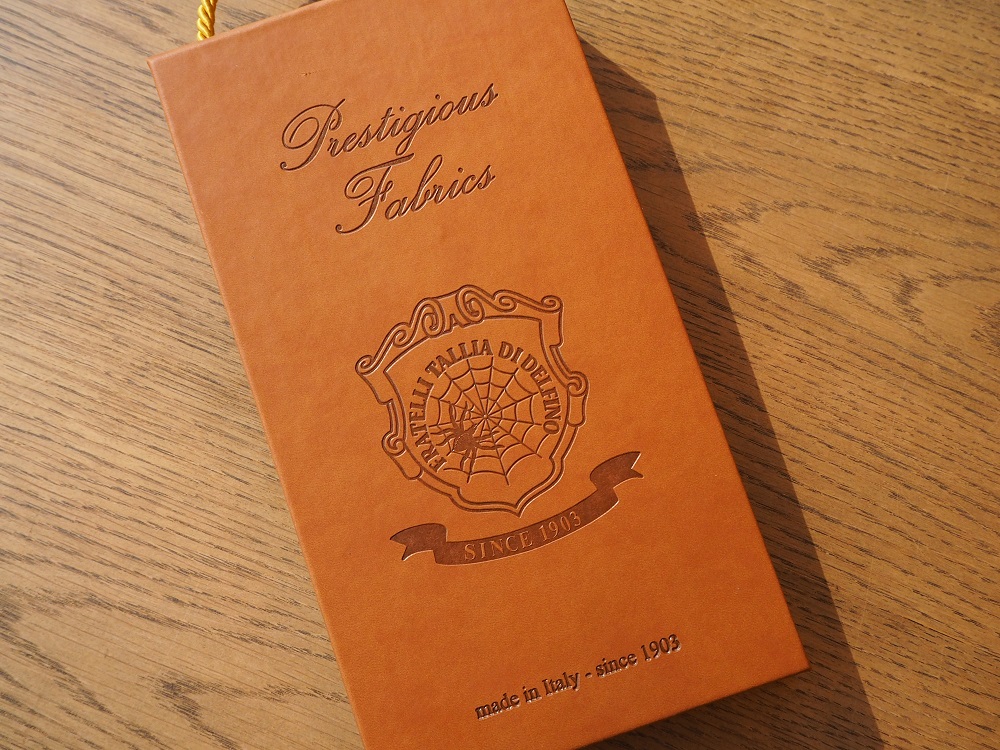 Prestigious
Fabrics
FRATELLI TALLIA DI DELFINO
SINCE 1903
made in Italy - since 1903